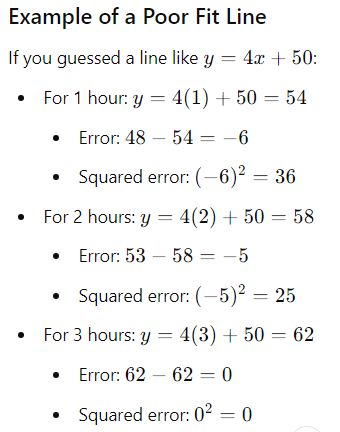 Example of a Poor Fit Line
If you guessed a line like y = 4x + 50:
• For 1 hour: y = 4(1) + 50 = 54
• Error: 48 − 54 = −6
• Squared error: (−6)² = 36
• For 2 hours: y = 4(2) + 50 = 58
• Error: 53 − 58 = −5
• Squared error: (−5)² = 25
• For 3 hours: y = 4(3) + 50 = 62
• Error: 62 − 62 = 0
• Squared error: 0² = 0